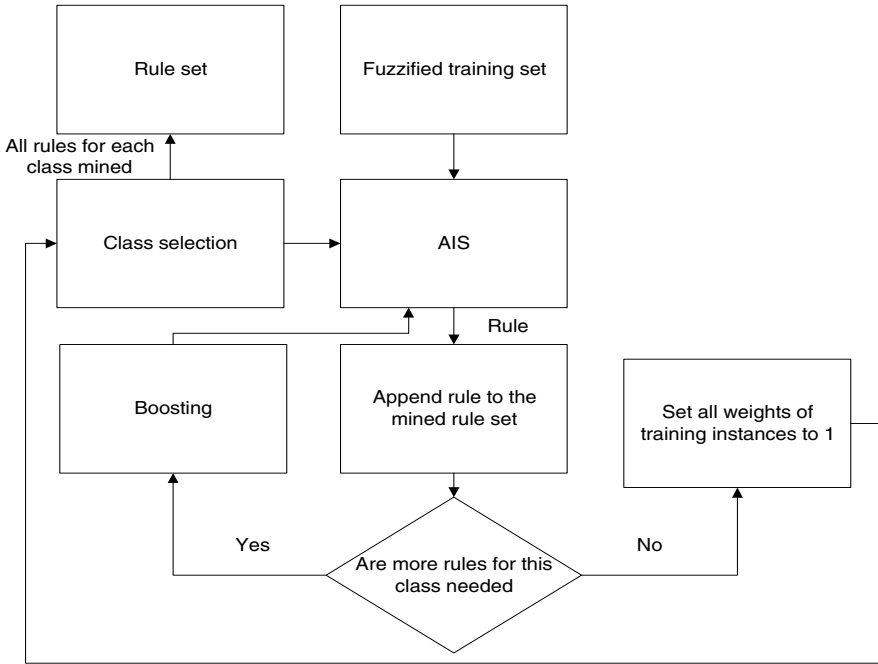 Rule set
Fuzzified training set
All rules for each
class mined
Class selection
AIS
Rule
Boosting
Append rule to the
mined rule set
Set all weights of
training instances to 1
Yes
No
Are more rules for this
class needed